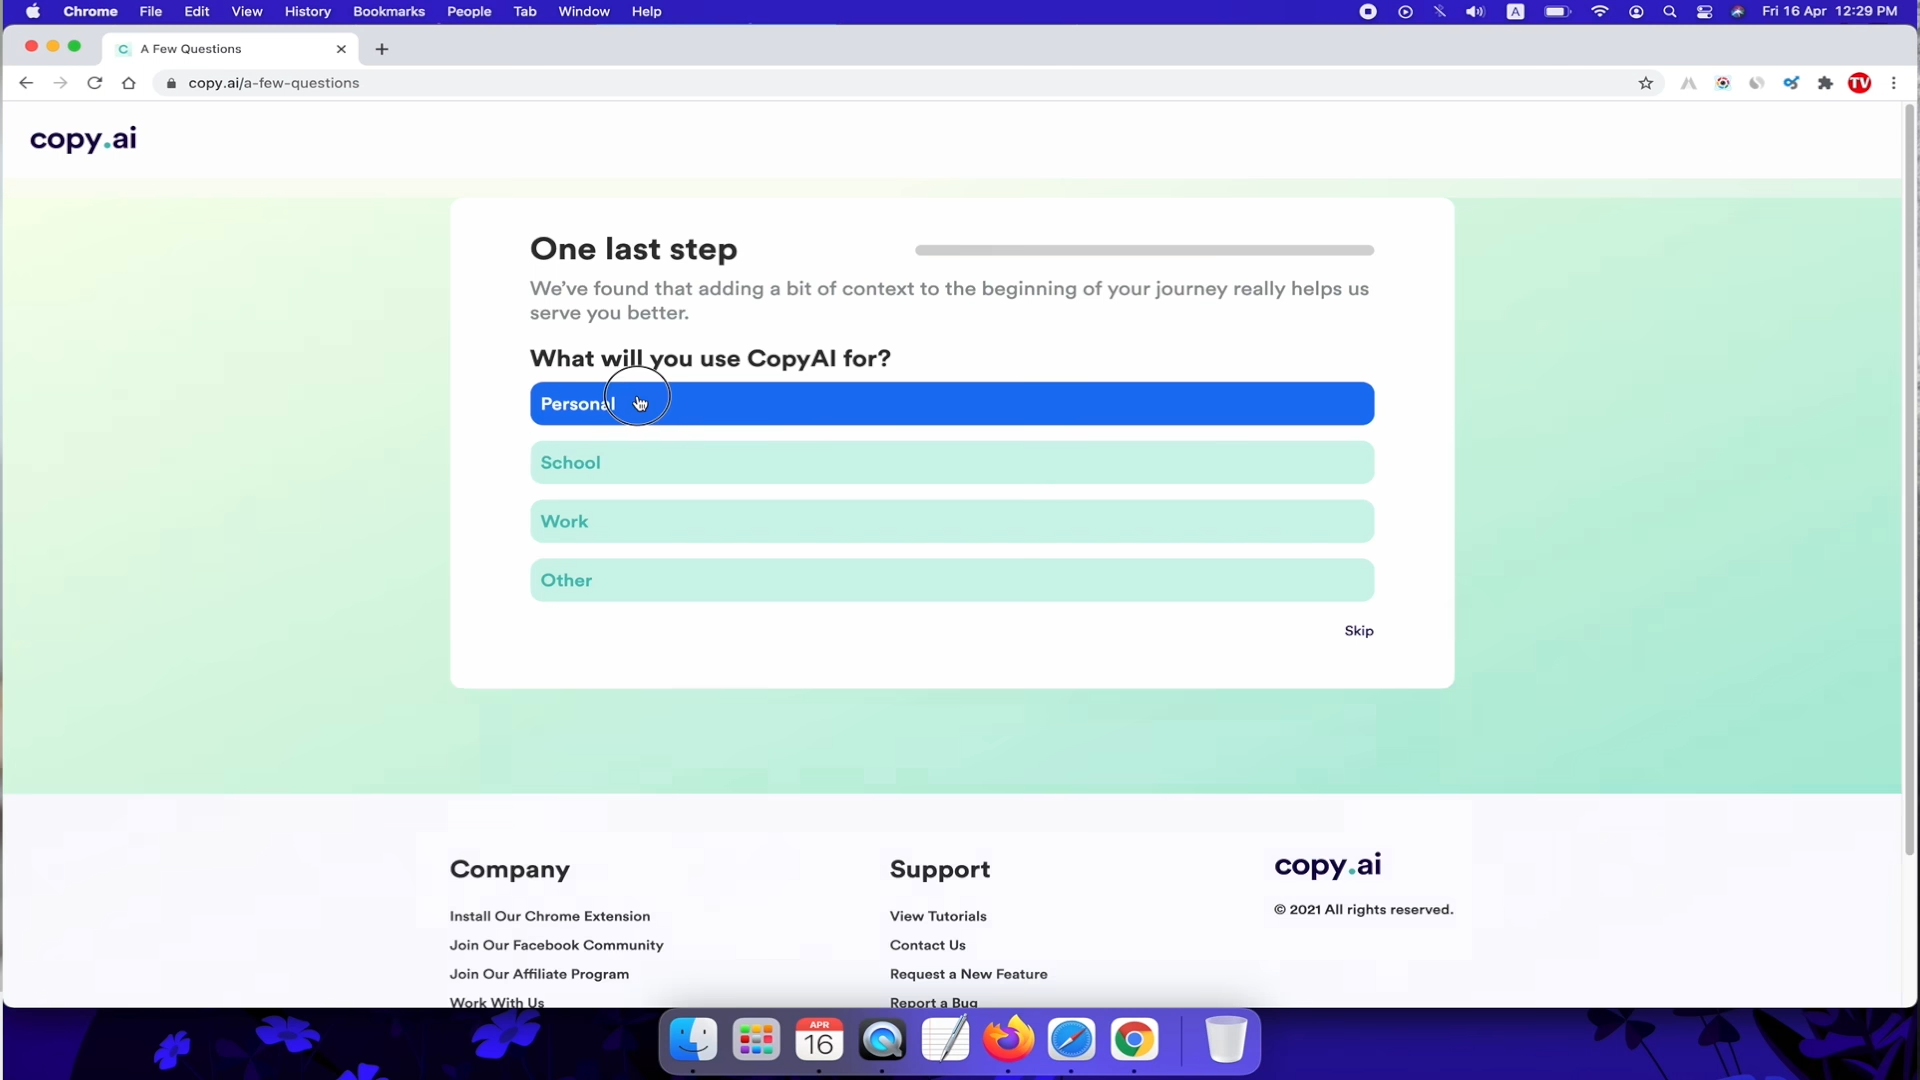 Chrome File Edit View History Bookmarks People Tab Window Help
A Fri 16 Apr 12:29 PM
C A Few Questions
copy.ai/a-few-questions
TV
copy.ai
One last step
We've found that adding a bit of context to the beginning of your journey really helps us
serve you better.
What will you use CopyAI for?
Personal
School
Work
Other
Skip
Company
Install Our Chrome Extension
Join Our Facebook Community
Join Our Affiliate Program
Work With Us
Support
View Tutorials
Contact Us
Request a New Feature
Report a Bug
copy.ai
© 2021 All rights reserved.
APR
16